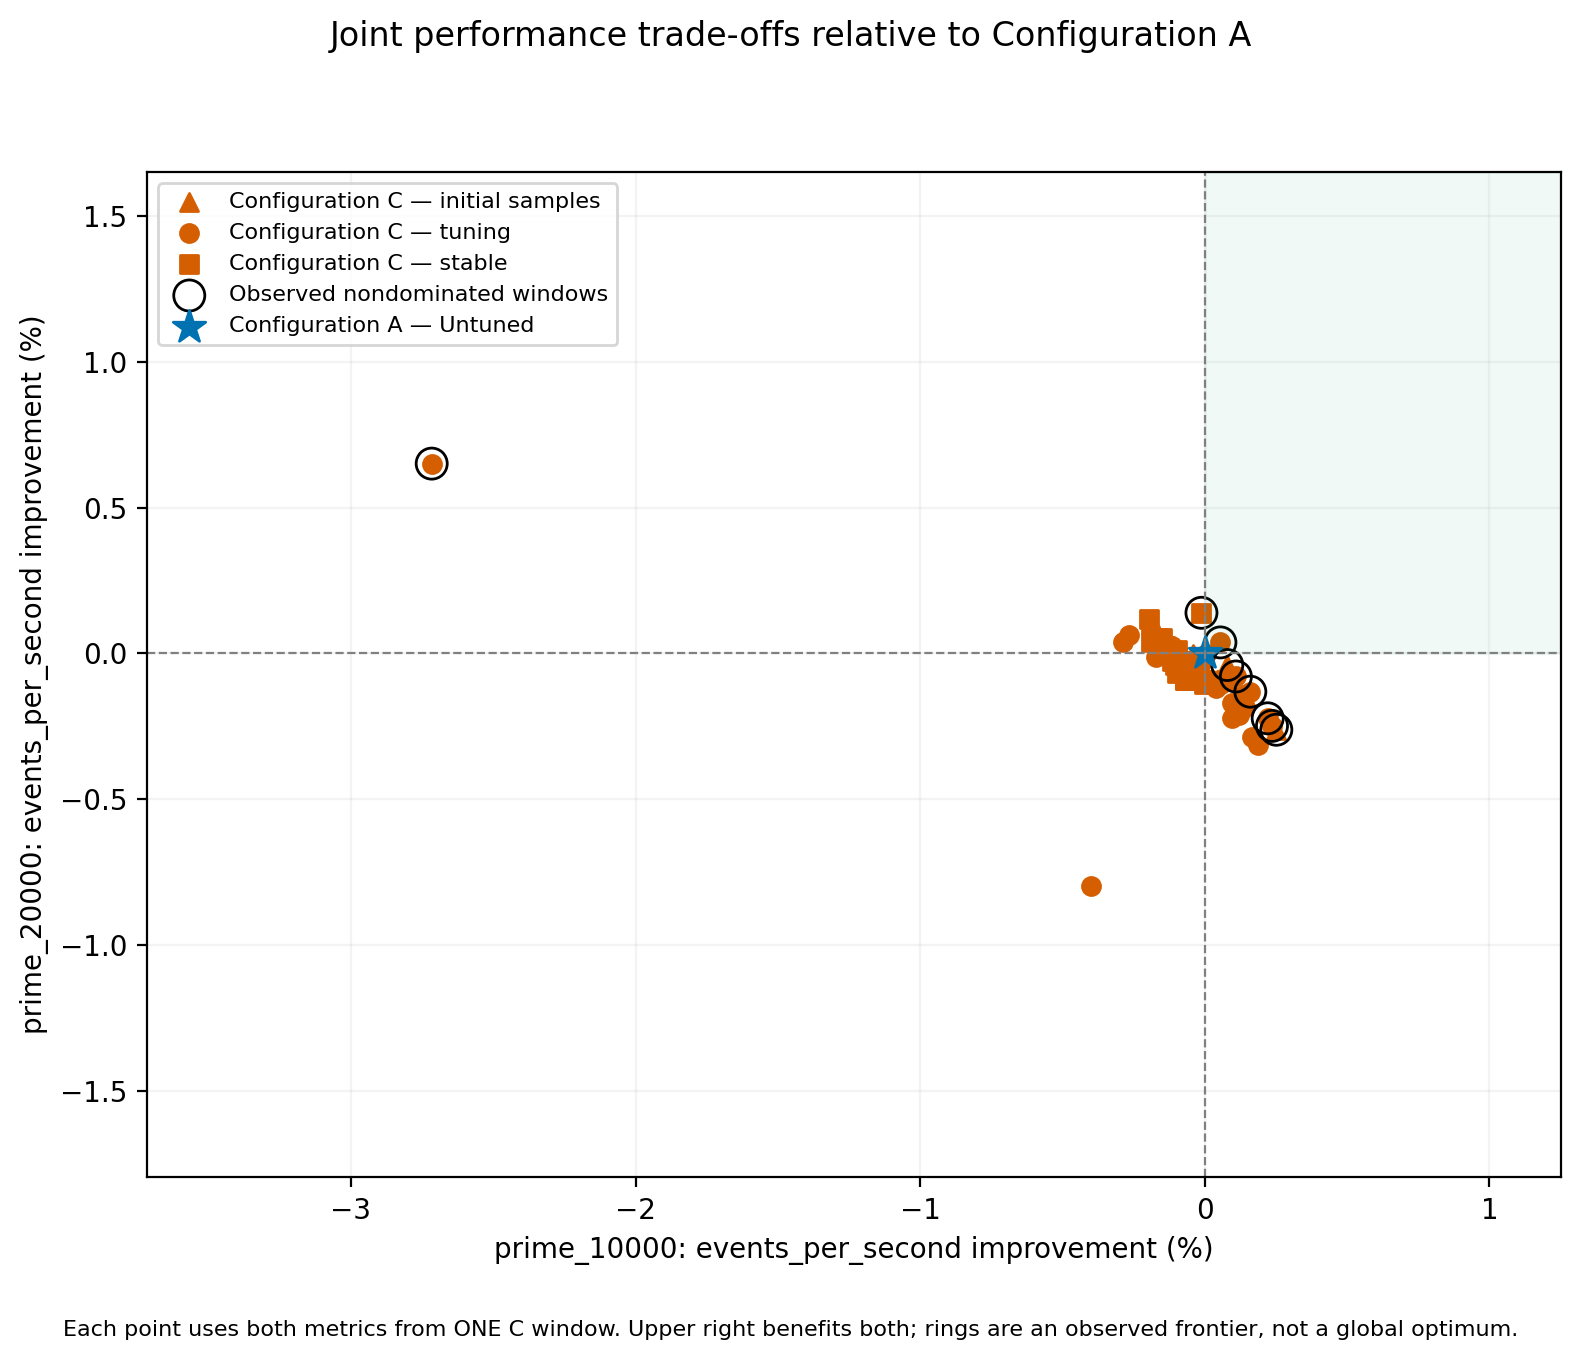 Joint performance trade-offs relative to Configuration A
Configuration C — initial samples
Configuration C — tuning
Configuration C — stable
Observed nondominated windows
Configuration A — Untuned
prime_20000: events_per_second improvement (%)
1.5
1.0
0.5
0.0
−0.5
−1.0
−1.5
−3
−2
−1
0
1
prime_10000: events_per_second improvement (%)
Each point uses both metrics from ONE C window. Upper right benefits both; rings are an observed frontier, not a global optimum.